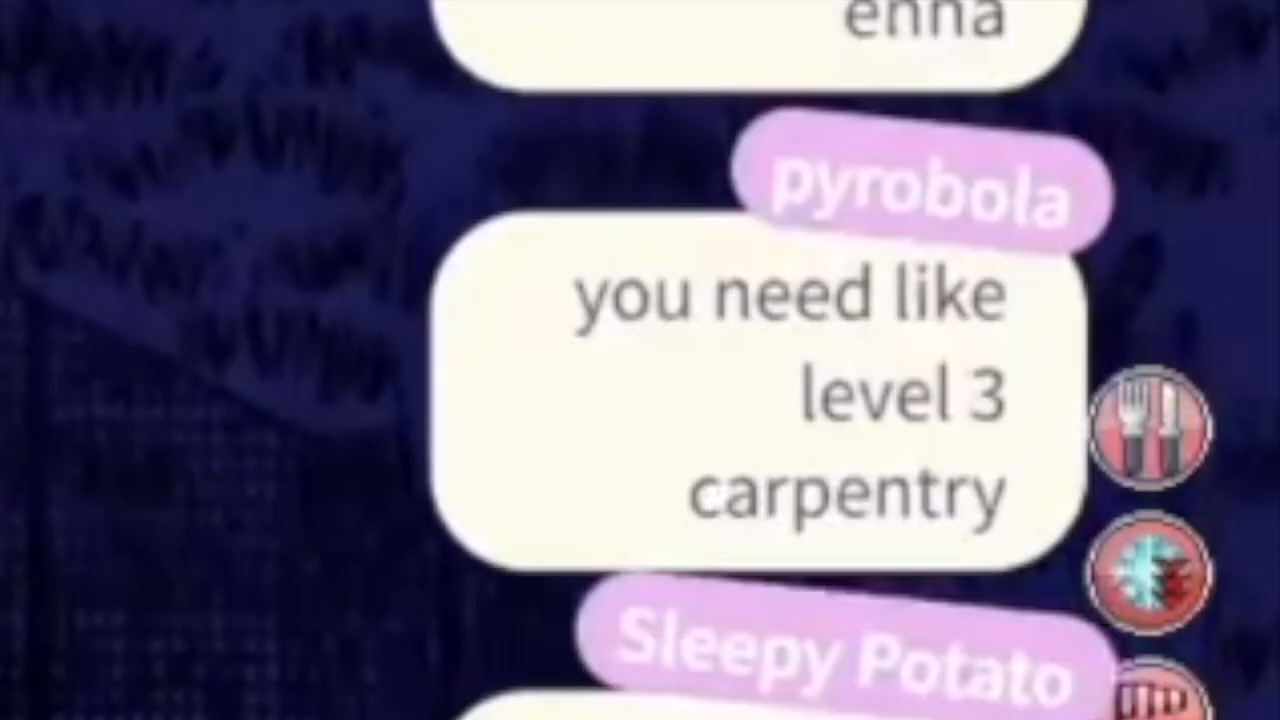 enna
pyrobola
you need like
level 3
carpentry
Sleepy Potato